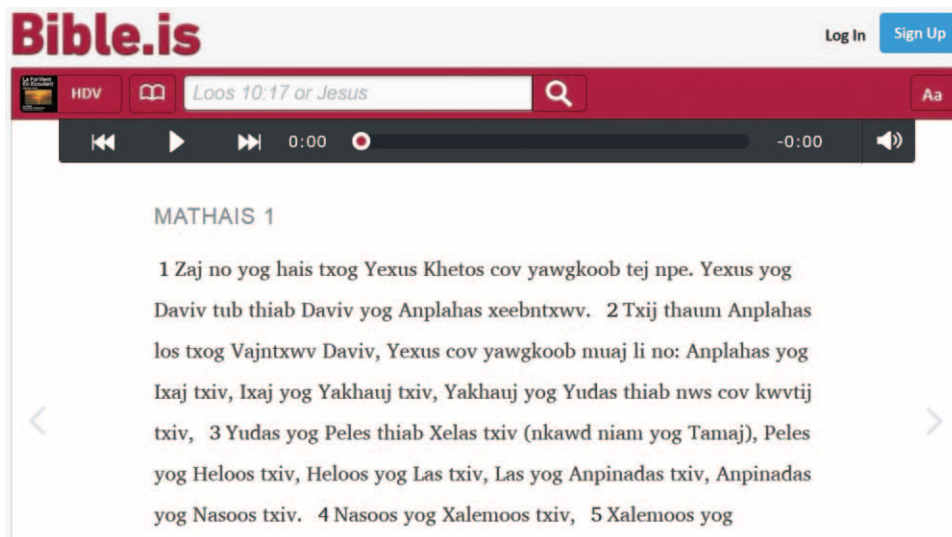 Bible.is
Log In
Sign Up
La Foi Vient
En Ecoutant
HDV
Loos 10:17 or Jesus
Aa
0:00
-0:00
MATHAIS 1
1 Zaj no yog hais txog Yexus Khetos cov yawgkoob tej npe. Yexus yog
Daviv tub thiab Daviv yog Anplahas xeebntxwv. 2 Txij thaum Anplahas
los txog Vajntxwv Daviv, Yexus cov yawgkoob muaj li no: Anplahas yog
Ixaj txiv, Ixaj yog Yakhauj txiv, Yakhauj yog Yudas thiab nws cov kwvtij
txiv, 3 Yudas yog Peles thiab Xelas txiv (nkawd niam yog Tamaj), Peles
yog Heloos txiv, Heloos yog Las txiv, Las yog Anpinadas txiv, Anpinadas
yog Nasoos txiv. 4 Nasoos yog Xalemoos txiv, 5 Xalemoos yog